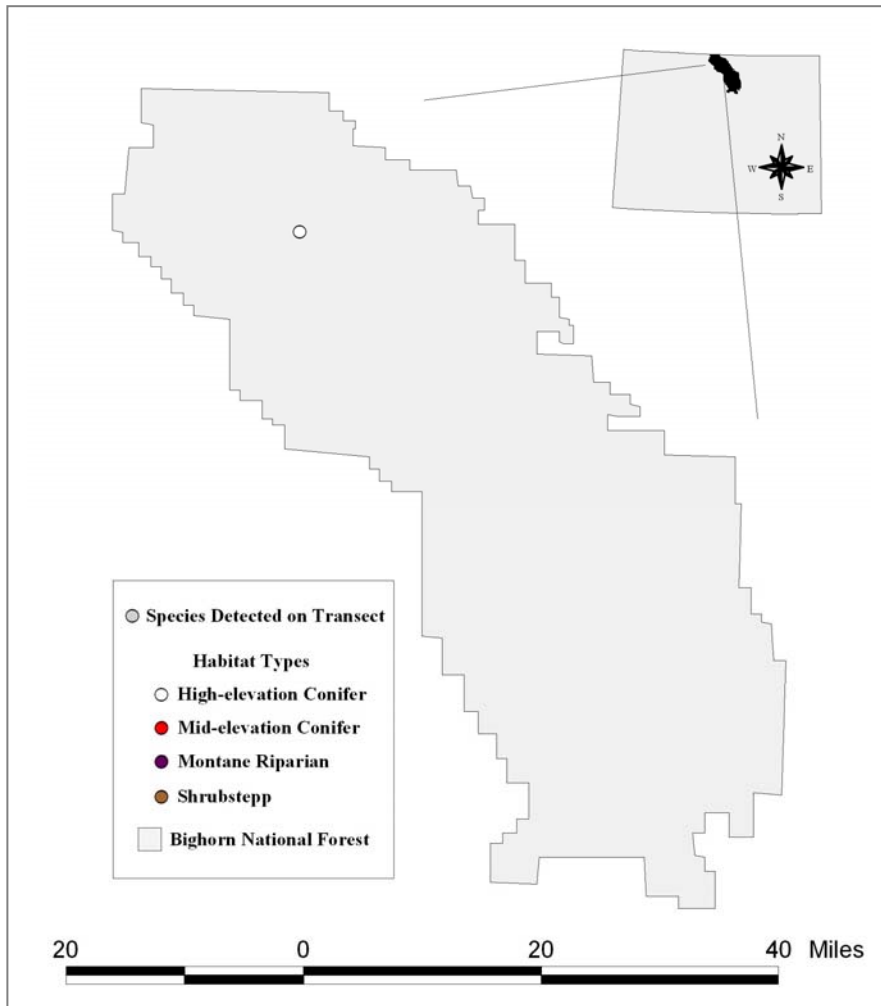 N
W E
S
Species Detected on Transect
Habitat Types
High-elevation Conifer
Mid-elevation Conifer
Montane Riparian
Shrubstepp
Bighorn National Forest
20 0 20 40 Miles